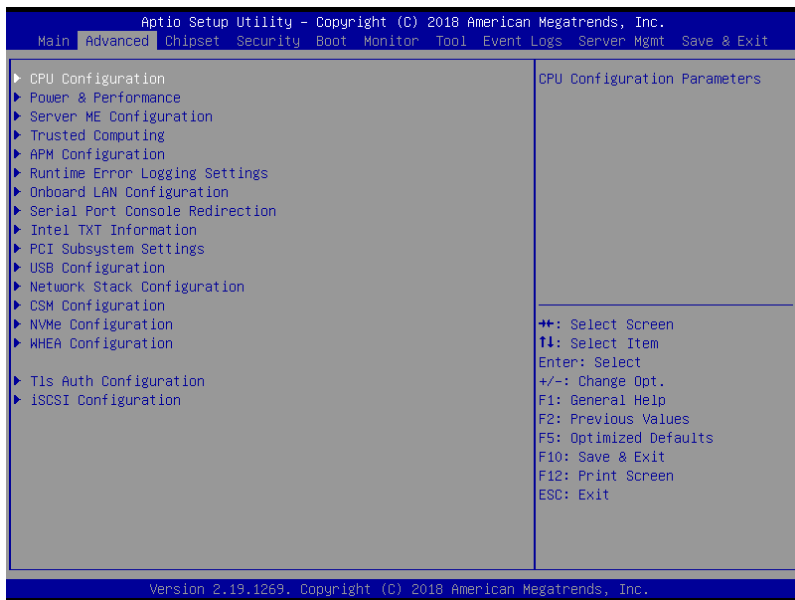 Aptio Setup Utility – Copyright (C) 2018 American Megatrends, Inc.
Main Advanced Chipset Security Boot Monitor Tool Event Logs Server Mgmt Save & Exit
CPU Configuration
Power & Performance
Server ME Configuration
Trusted Computing
APM Configuration
Runtime Error Logging Settings
Onboard LAN Configuration
Serial Port Console Redirection
Intel TXT Information
PCI Subsystem Settings
USB Configuration
Network Stack Configuration
CSM Configuration
NVMe Configuration
WHEA Configuration
Tls Auth Configuration
iSCSI Configuration
CPU Configuration Parameters
→←: Select Screen
↑↓: Select Item
Enter: Select
+/-: Change Opt.
F1: General Help
F2: Previous Values
F5: Optimized Defaults
F10: Save & Exit
F12: Print Screen
ESC: Exit
Version 2.19.1269. Copyright (C) 2018 American Megatrends, Inc.